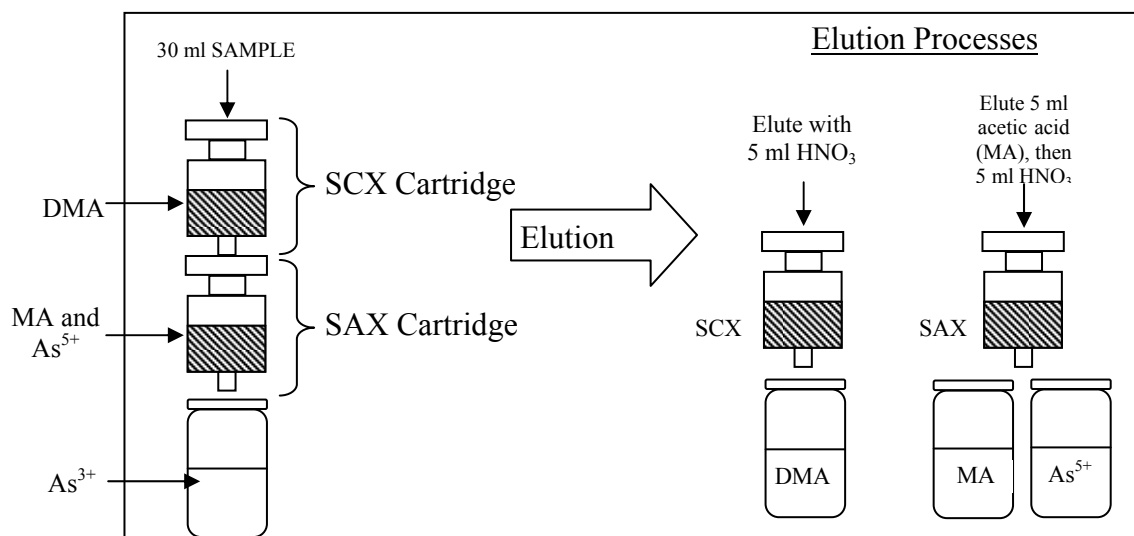 30 ml SAMPLE
DMA
SCX Cartridge
MA and
As⁵⁺
SAX Cartridge
As³⁺
Elution
Elution Processes
Elute with
5 ml HNO₃
Elute 5 ml
acetic acid
(MA), then
5 ml HNO₃
SCX
SAX
DMA
MA
As⁵⁺